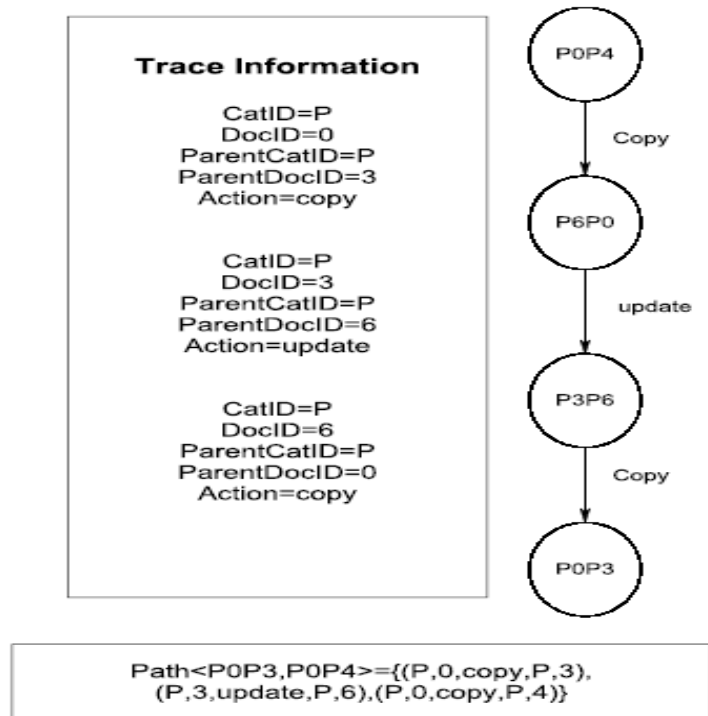 Trace Information
CatID=P
DocID=0
ParentCatID=P
ParentDocID=3
Action=copy
CatID=P
DocID=3
ParentCatID=P
ParentDocID=6
Action=update
CatID=P
DocID=6
ParentCatID=P
ParentDocID=0
Action=copy
P0P4
Copy
P6P0
update
P3P6
Copy
P0P3
Path<P0P3,P0P4>={(P,0,copy,P,3),
(P,3,update,P,6),(P,0,copy,P,4)}